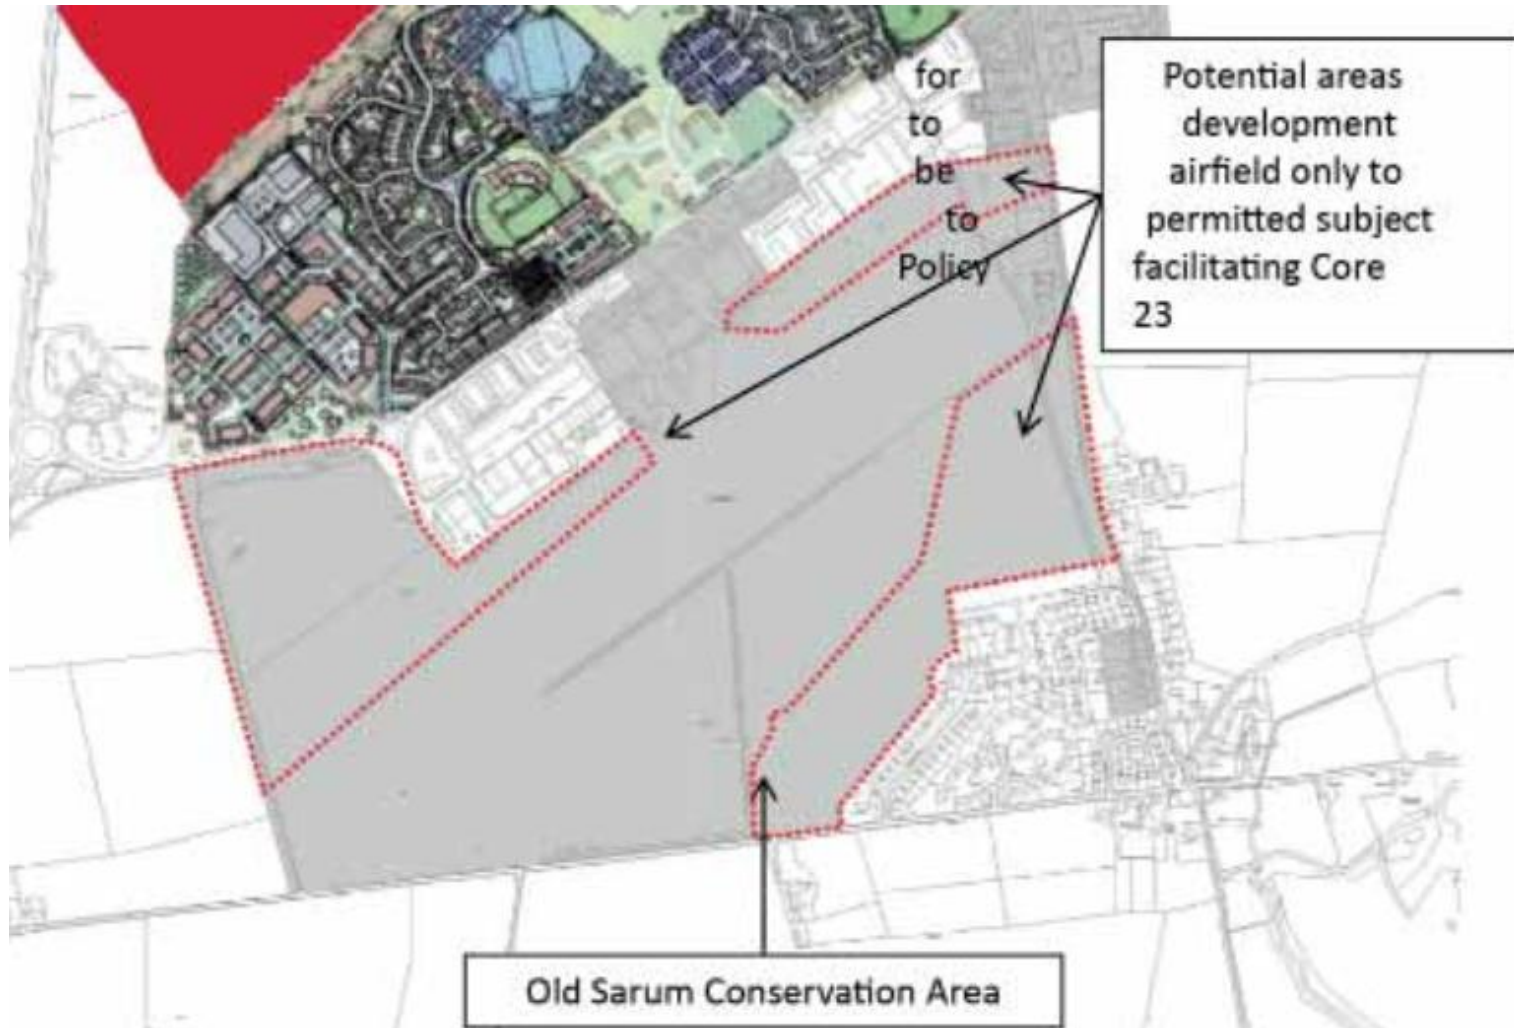 for Potential areas
to development
be airfield only to
to permitted subject
Policy facilitating Core
23
Old Sarum Conservation Area